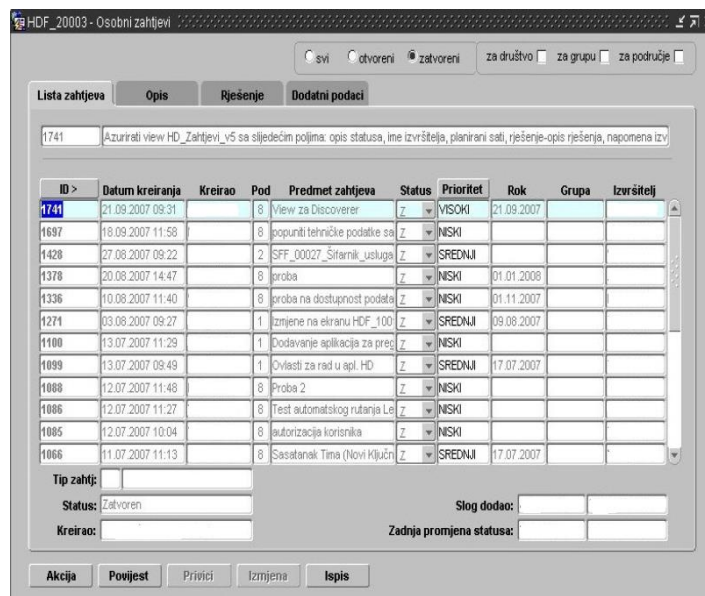 HDF_20003 - Osobni zahtjevi
svi otvoreni zatvoreni za društvo za grupu za područje
Lista zahtjeva Opis Rješenje Dodatni podaci
1741 Azurirati view HD_Zahtjevi_v5 sa slijedećim poljima: opis statusa, ime izvršitelja, planirani sati, rješenje-opis rješenja, napomena izv
ID > Datum kreiranja Kreirao Pod Predmet zahtjeva Status Prioritet Rok Grupa Izvršitelj
1741 21.09.2007 09:31 8 View za Discoverer Z VISOKI 21.09.2007
1697 18.09.2007 11:58 8 popuniti tehničke podatke sa Z NISKI
1428 27.08.2007 09:22 2 SFF_00027_Šifarnik_usluga Z SREDNJI
1378 20.08.2007 14:47 8 proba Z NISKI 01.01.2008
1336 10.08.2007 11:40 8 proba na dostupnost podata Z NISKI 01.11.2007
1271 03.08.2007 09:27 1 Izmjene na ekranu HDF_100 Z SREDNJI 09.08.2007
1100 13.07.2007 11:29 1 Dodavanje aplikacija za preg Z NISKI
1099 13.07.2007 09:49 1 Ovlasti za rad u apl. HD Z SREDNJI 17.07.2007
1088 12.07.2007 11:48 8 Proba 2 Z NISKI
1086 12.07.2007 11:27 8 Test automatskog rutanja Le Z NISKI
1085 12.07.2007 10:04 8 autorizacija korisnika Z NISKI
1066 11.07.2007 11:13 8 Sasatanak Tima (Novi Ključn Z SREDNJI 17.07.2007
Tip zahtj:
Status: Zatvoren Slog dodao:
Kreirao: Zadnja promjena statusa:
Akcija Povijest Privici Izmjena Ispis